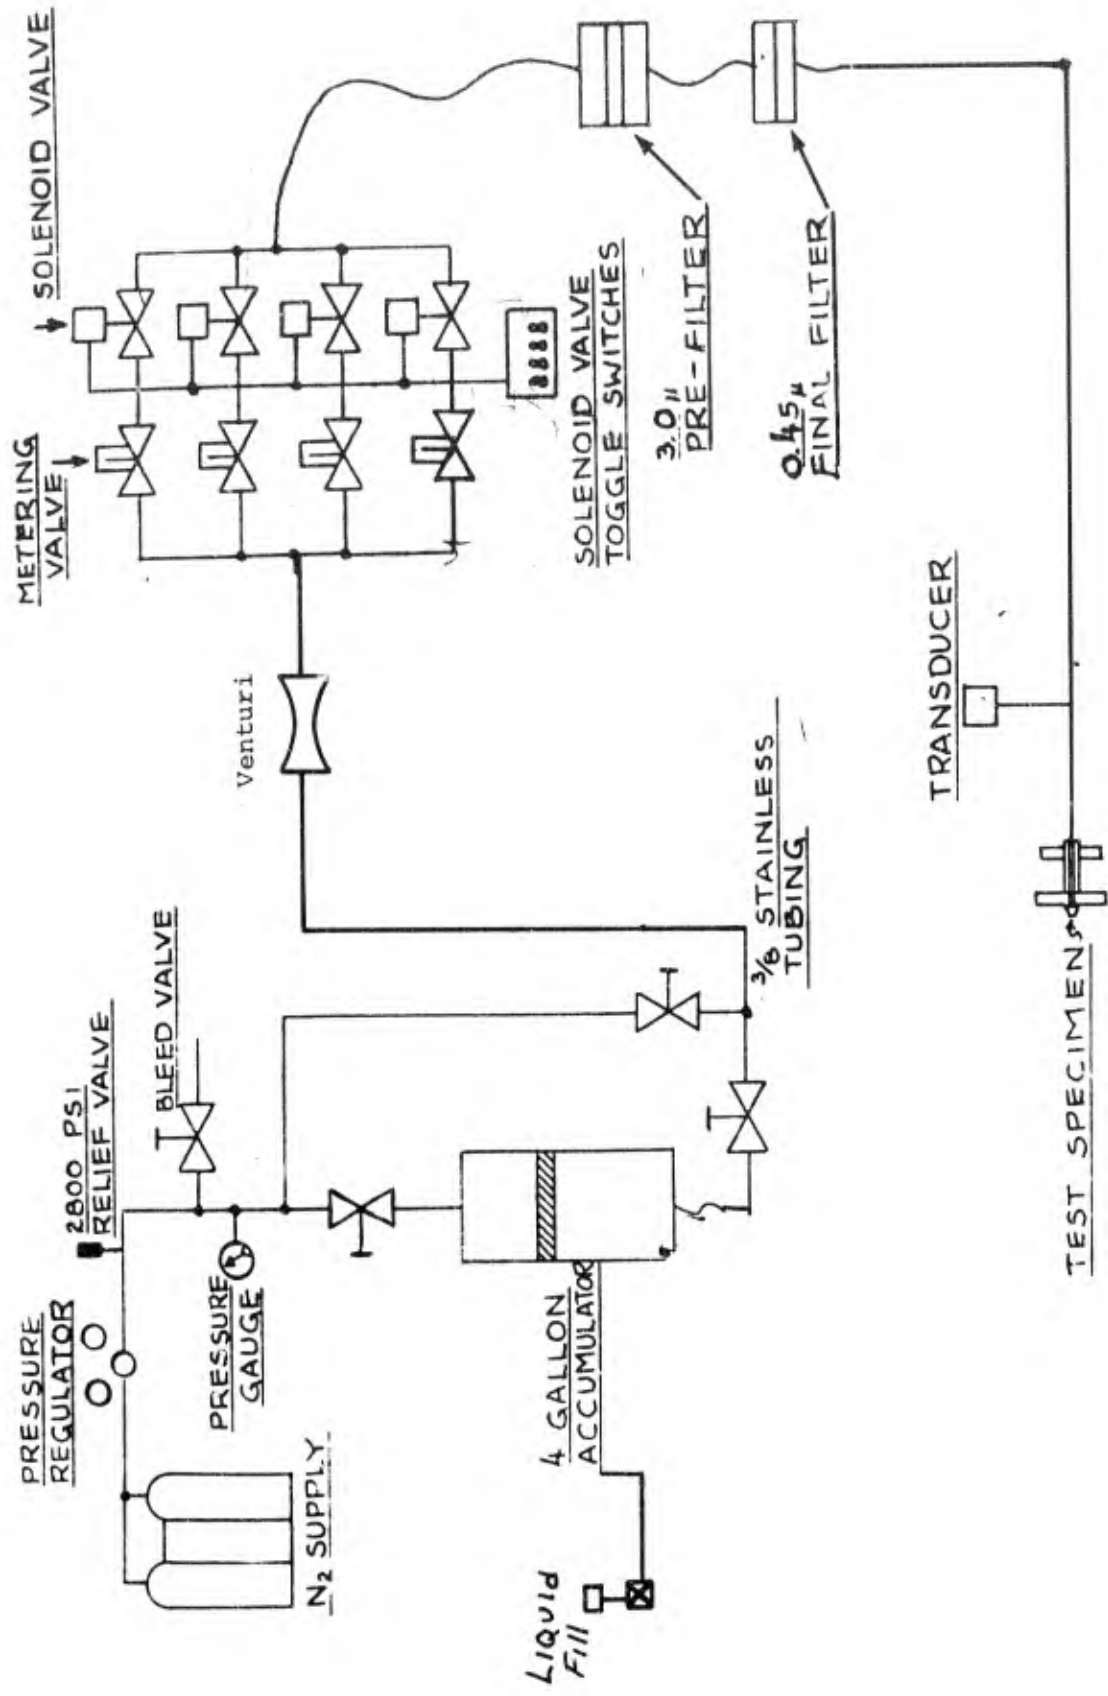 PRESSURE
REGULATOR
2800 PSI
RELIEF VALVE
BLEED VALVE
Venturi
METERING
VALVE
SOLENOID VALVE
N2 SUPPLY
PRESSURE
GAUGE
LIQUId
FIll
4 GALLON
ACCUMULATOR
3/8 STAINLESS
TUBING
SOLENOID VALVE
TOGGLE SWITCHES
3.0µ
PRE-FILTER
0.45µ
FINAL FILTER
TRANSDUCER
TEST SPECIMEN